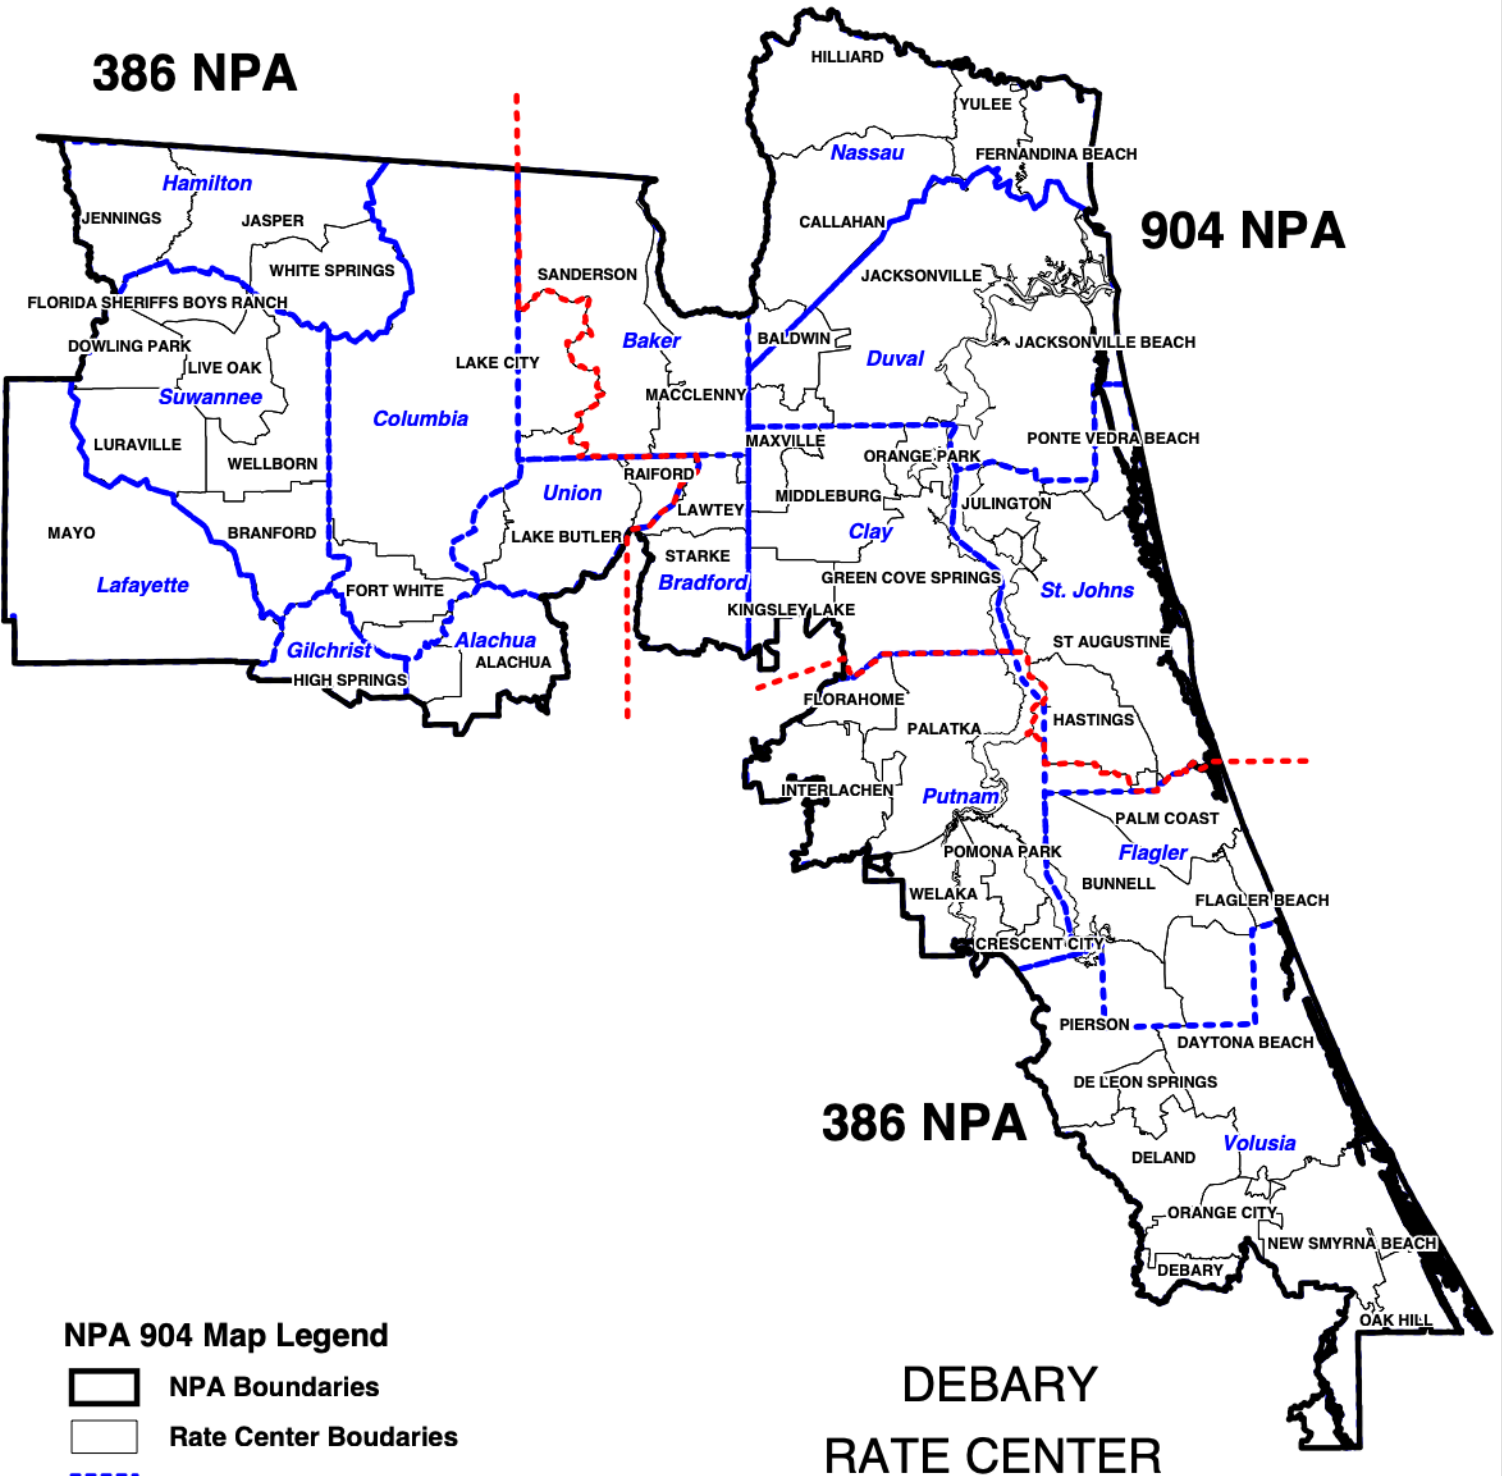 386 NPA
HILLIARD
YULEE
Nassau
FERNANDINA BEACH
Hamilton
JENNINGS
JASPER
CALLAHAN
904 NPA
WHITE SPRINGS
SANDERSON
JACKSONVILLE
FLORIDA SHERIFFS BOYS RANCH
DOWLING PARK
LIVE OAK
LAKE CITY
Baker
BALDWIN
Duval
JACKSONVILLE BEACH
Suwannee
Columbia
MACCLENNY
LURAVILLE
WELLBORN
MAXVILLE
ORANGE PARK
PONTE VEDRA BEACH
RAIFORD
Union
LAWTEY
MIDDLEBURG
JULINGTON
MAYO
BRANFORD
LAKE BUTLER
Clay
STARKE
Lafayette
FORT WHITE
Bradford
GREEN COVE SPRINGS
St. Johns
KINGSLEY LAKE
Gilchrist
Alachua
ALACHUA
ST AUGUSTINE
HIGH SPRINGS
FLORAHOME
PALATKA
HASTINGS
INTERLACHEN
Putnam
PALM COAST
POMONA PARK
Flagler
WELAKA
BUNNELL
FLAGLER BEACH
CRESCENT CITY
PIERSON
DAYTONA BEACH
DE LEON SPRINGS
386 NPA
Volusia
DELAND
ORANGE CITY
NEW SMYRNA BEACH
DEBARY
OAK HILL
NPA 904 Map Legend
NPA Boundaries
Rate Center Boudaries
DEBARY
RATE CENTER